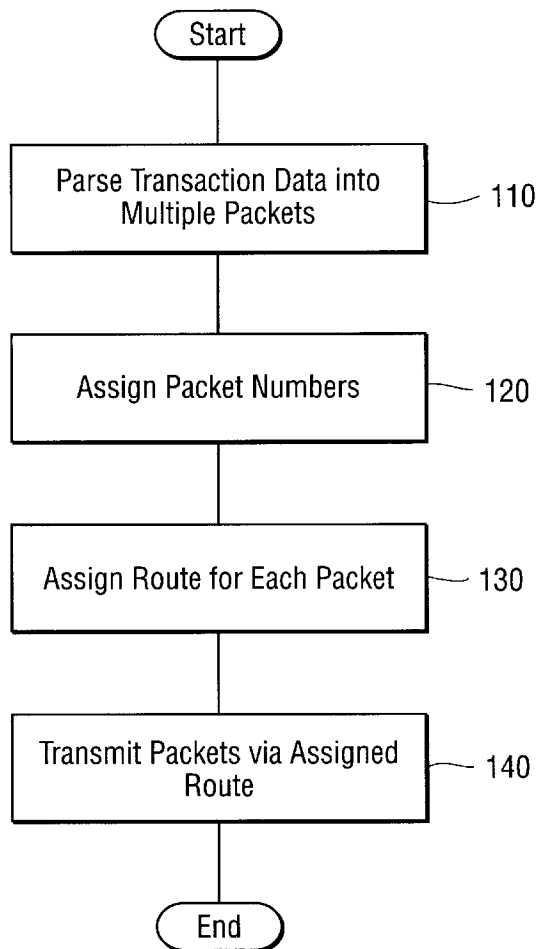 Start
Parse Transaction Data into
Multiple Packets
110
Assign Packet Numbers
120
Assign Route for Each Packet
130
Transmit Packets via Assigned
Route
140
End